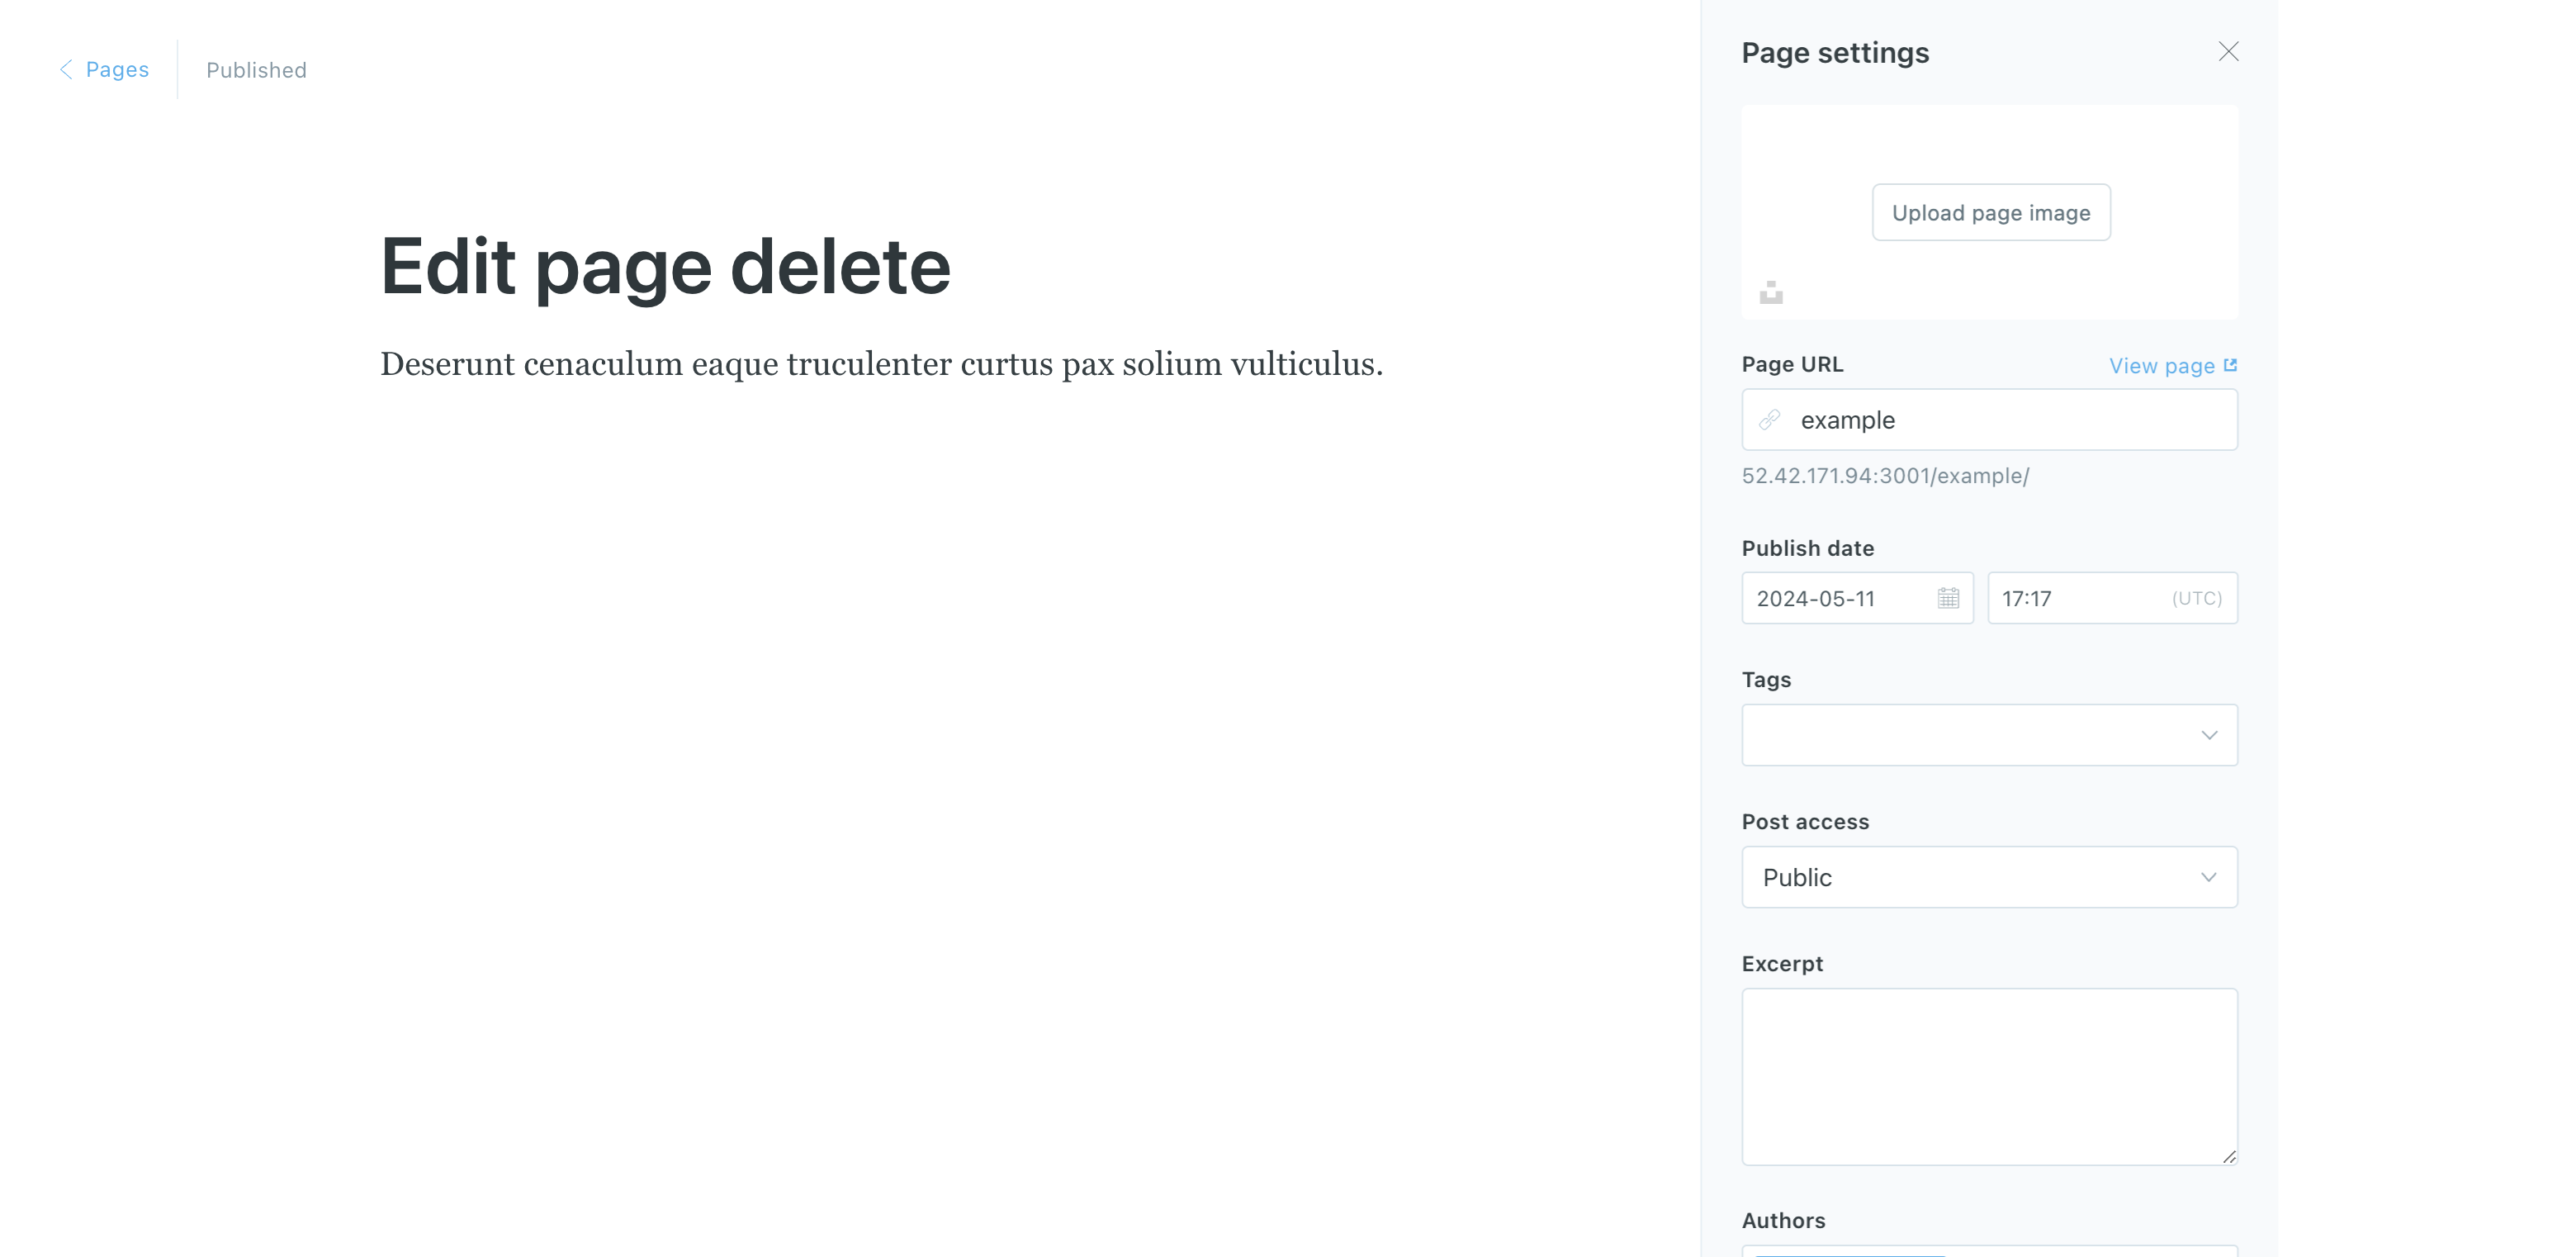 Pages
Published
Edit page delete
Deserunt cenaculum eaque truculenter curtus pax solium vulticulus.
Page settings
Upload page image
Page URL
View page
example
52.42.171.94:3001/example/
Publish date
2024-05-11
17:17
(UTC)
Tags
Post access
Public
Excerpt
Authors